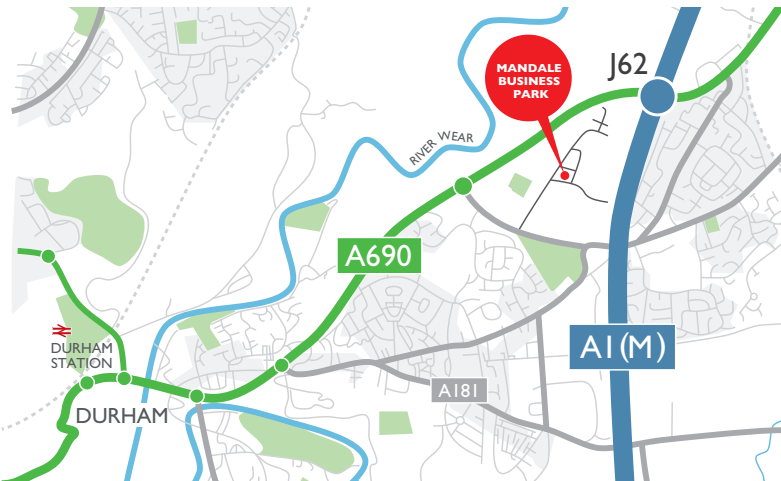 J62
MANDALE
BUSINESS
PARK
RIVER WEAR
A690
A1(M)
DURHAM
STATION
A181
DURHAM